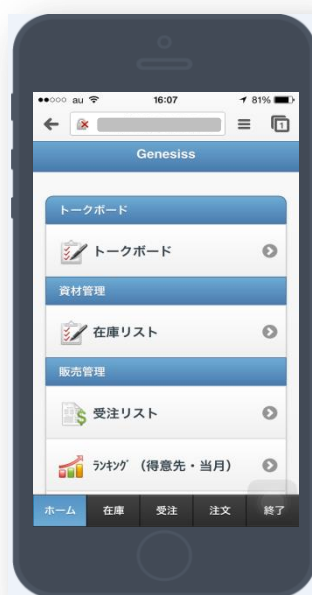 ●●○○○ au 16:07 81%
1
Genesiss
トークボード
トークボード
資材管理
在庫リスト
販売管理
受注リスト
ﾗﾝｷﾝｸﾞ（得意先・当月）
ホーム 在庫 受注 注文 終了